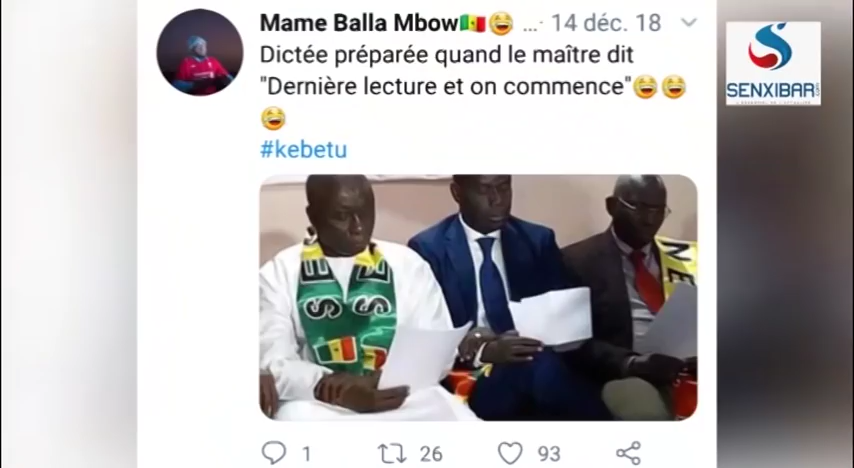 Mame Balla Mbow🇸🇳😂 ... · 14 déc. 18
Dictée préparée quand le maître dit
"Dernière lecture et on commence"😂😂
😂
#kebetu
SENXIBAR.com
1 26 93